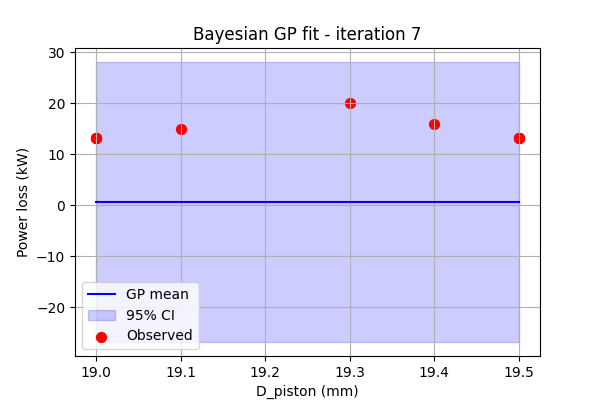 Bayesian GP fit - iteration 7
Power loss (kW)
30
20
10
0
−10
−20
GP mean
95% CI
Observed
19.0 19.1 19.2 19.3 19.4 19.5
D_piston (mm)